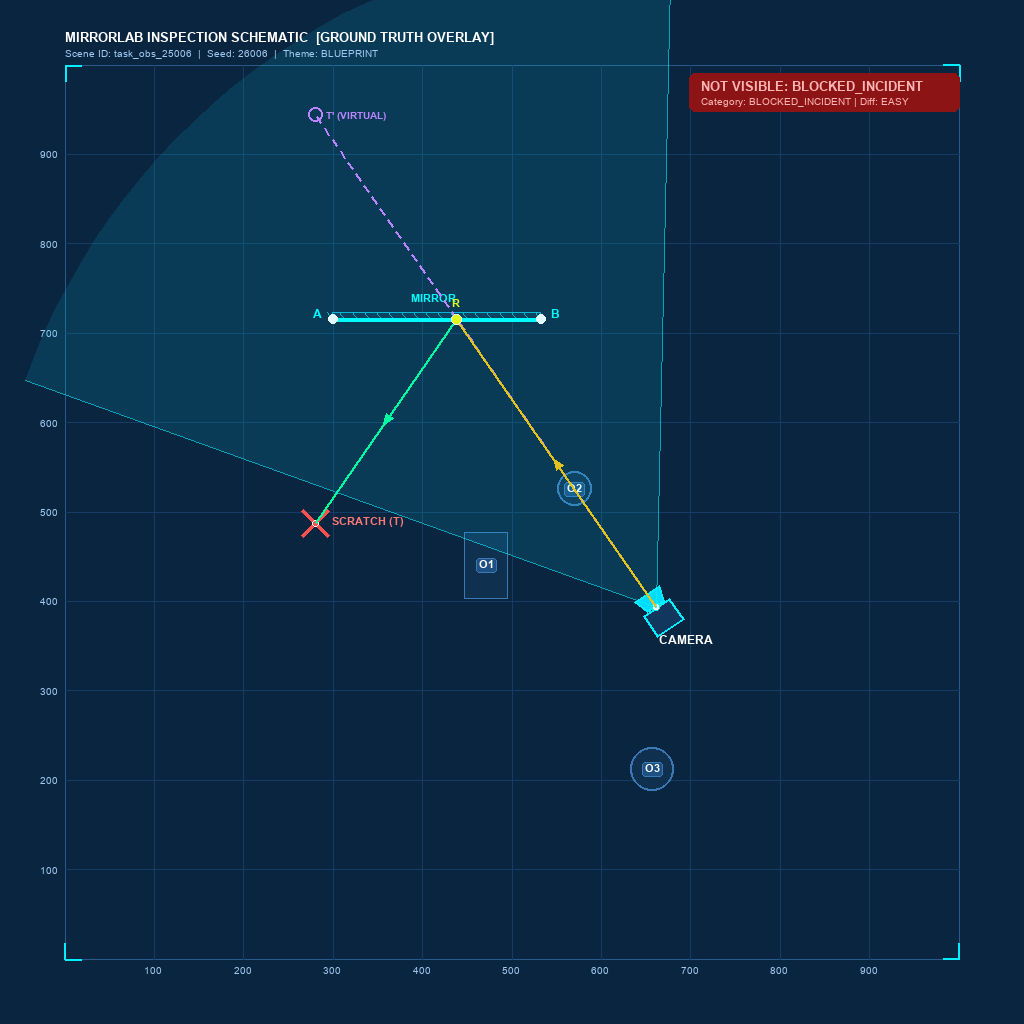 MIRRORLAB INSPECTION SCHEMATIC [GROUND TRUTH OVERLAY]
Scene ID: task_obs_25006 | Seed: 26006 | Theme: BLUEPRINT
NOT VISIBLE: BLOCKED_INCIDENT
Category: BLOCKED_INCIDENT | Diff: EASY
T' (VIRTUAL)
900
800
MIRROR
R
A
B
700
600
500
O2
SCRATCH (T)
O1
400
CAMERA
300
O3
200
100
100 200 300 400 500 600 700 800 900